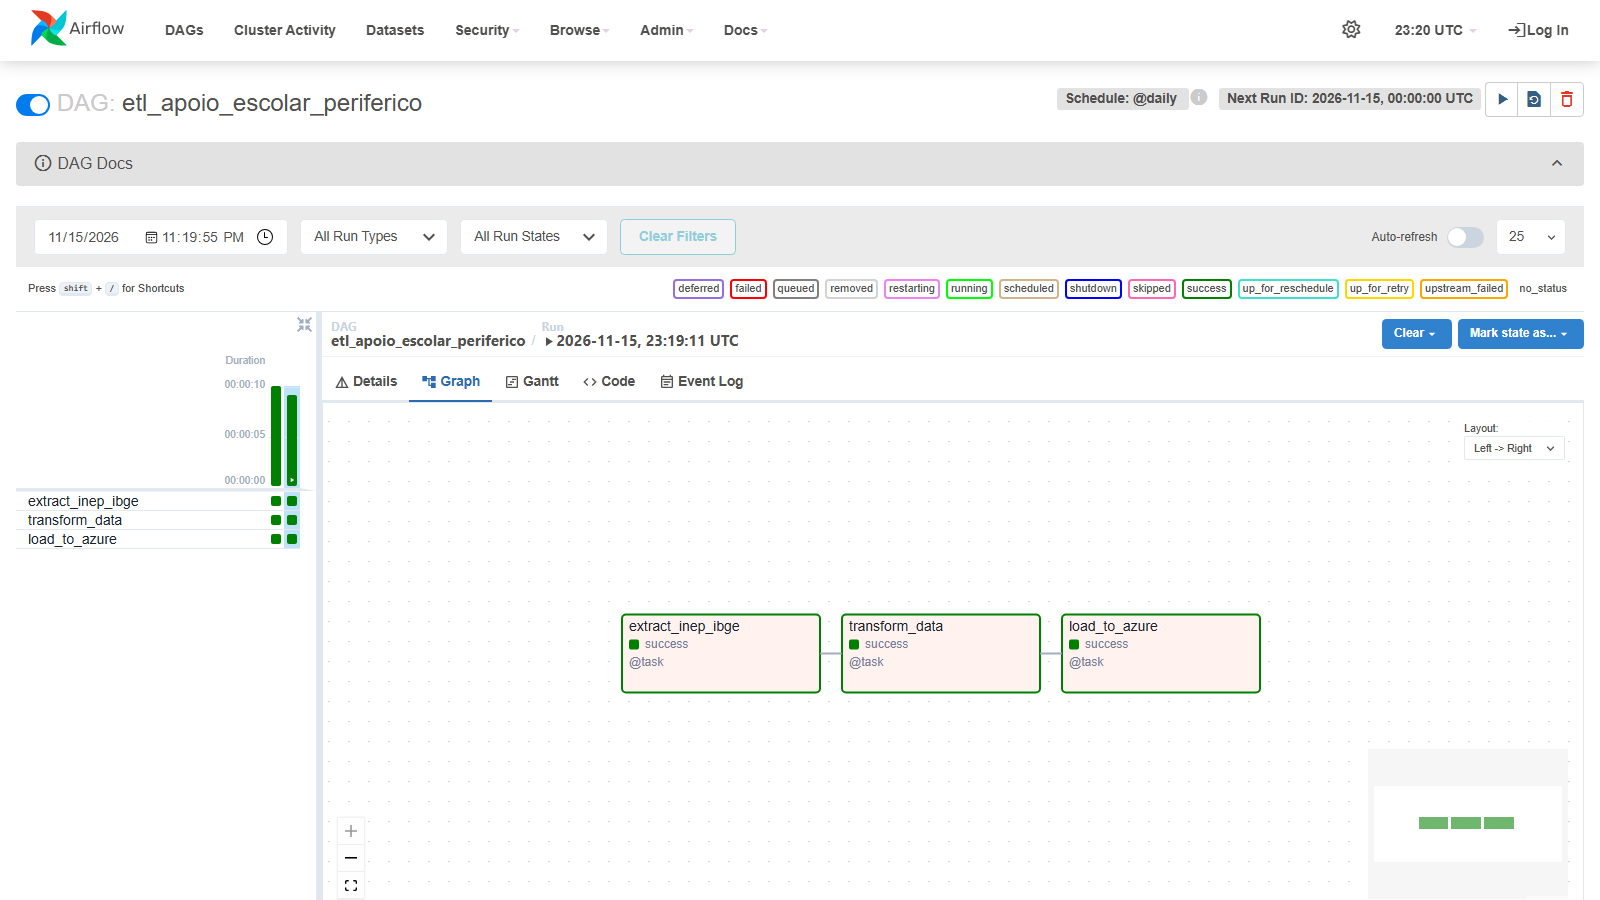 Airflow DAGs Cluster Activity Datasets Security Browse Admin Docs 23:20 UTC Log In
DAG: etl_apoio_escolar_periferico Schedule: @daily Next Run ID: 2026-11-15, 00:00:00 UTC
DAG Docs
11/15/2026 11:19:55 PM All Run Types All Run States Clear Filters Auto-refresh 25
Press shift + / for Shortcuts deferred failed queued removed restarting running scheduled shutdown skipped success up_for_reschedule up_for_retry upstream_failed no_status
DAG Run
etl_apoio_escolar_periferico / 2026-11-15, 23:19:11 UTC Clear Mark state as...
Duration
00:00:10
00:00:05
00:00:00
extract_inep_ibge
transform_data
load_to_azure
Details Graph Gantt Code Event Log
Layout:
Left -> Right
extract_inep_ibge
success
@task
transform_data
success
@task
load_to_azure
success
@task